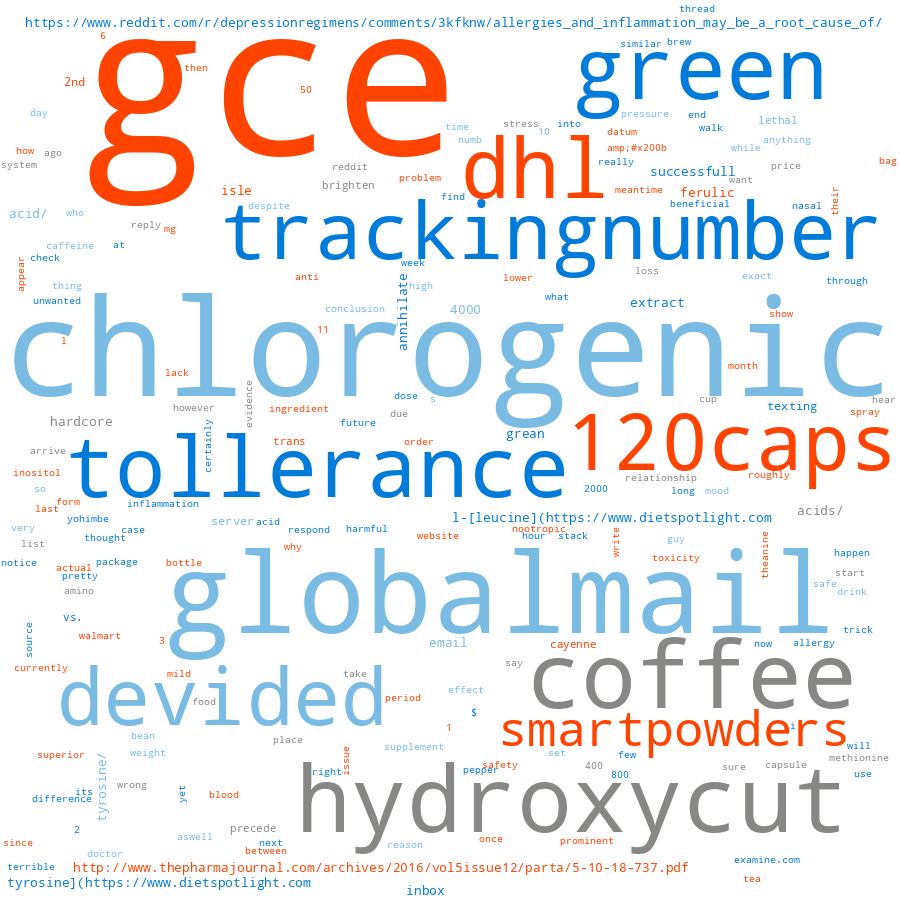 thread
https://www.reddit.com/r/depressionregimens/comments/3kfknw/allergies_and_inflammation_may_be_a_root_cause_of/
6
gce
similar
brew
green
then
2nd
50
day
pressure
end
lethal
time
stress
10
into
walk
numb
dhl
datum
while
anything
how
ago
amp;#x200b
system
reddit
really
price
bag
successfull
problem
brighten
want
isle
meantime
ferulic
their
find
beneficial
nasal
despite
acid/
who
trackingnumber
reply
mg
caffeine
at
check
week
loss
appear
anti
lower
exact
through
thing
high
annihilate
unwanted
what
extract
conclusion
4000
show
chlorogenic
11
l
month
lack
evidence
dose
s
cup
hear
however
ingredient
due
texting
spray
hardcore
future
120caps
certainly
grean
trans
order
arrive
tollerance
inositol
relationship
roughly
so
2000
long
mood
form
inflammation
last
acids/
yohimbe
server
acid
l-[leucine](https://www.dietspotlight.com
very
case
respond
harmful
nootropic
thought
website
hour
stack
write
guy
list
why
theanine
happen
notice
package
bottle
toxicity
actual
pretty
start
globalmail
safe
amino
drink
vs.
trick
source
walmart
3
email
cayenne
now
allergy
coffee
say
currently
mild
take
devided
food
period
effect
$
smartpowders
1
i
bean
place
supplement
set
few
will
superior
weight
issue
methionine
tyrosine/
safety
400
sure
capsule
right
pepper
800
use
hydroxycut
wrong
its
yet
blood
difference
2
precede
aswell
since
next
once
prominent
reason
between
doctor
examine.com
terrible
http://www.thepharmajournal.com/archives/2016/vol5issue12/parta/5-10-18-737.pdf
tea
tyrosine](https://www.dietspotlight.com
inbox